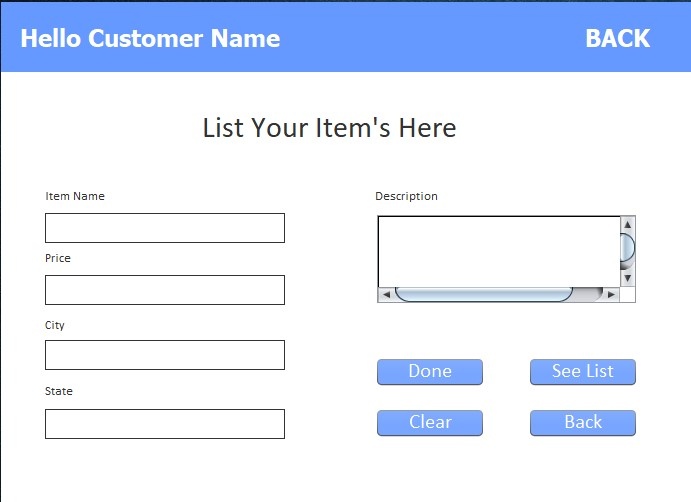 Hello Customer Name
BACK
List Your Item's Here
Item Name
Price
City
State
Description
Done
See List
Clear
Back